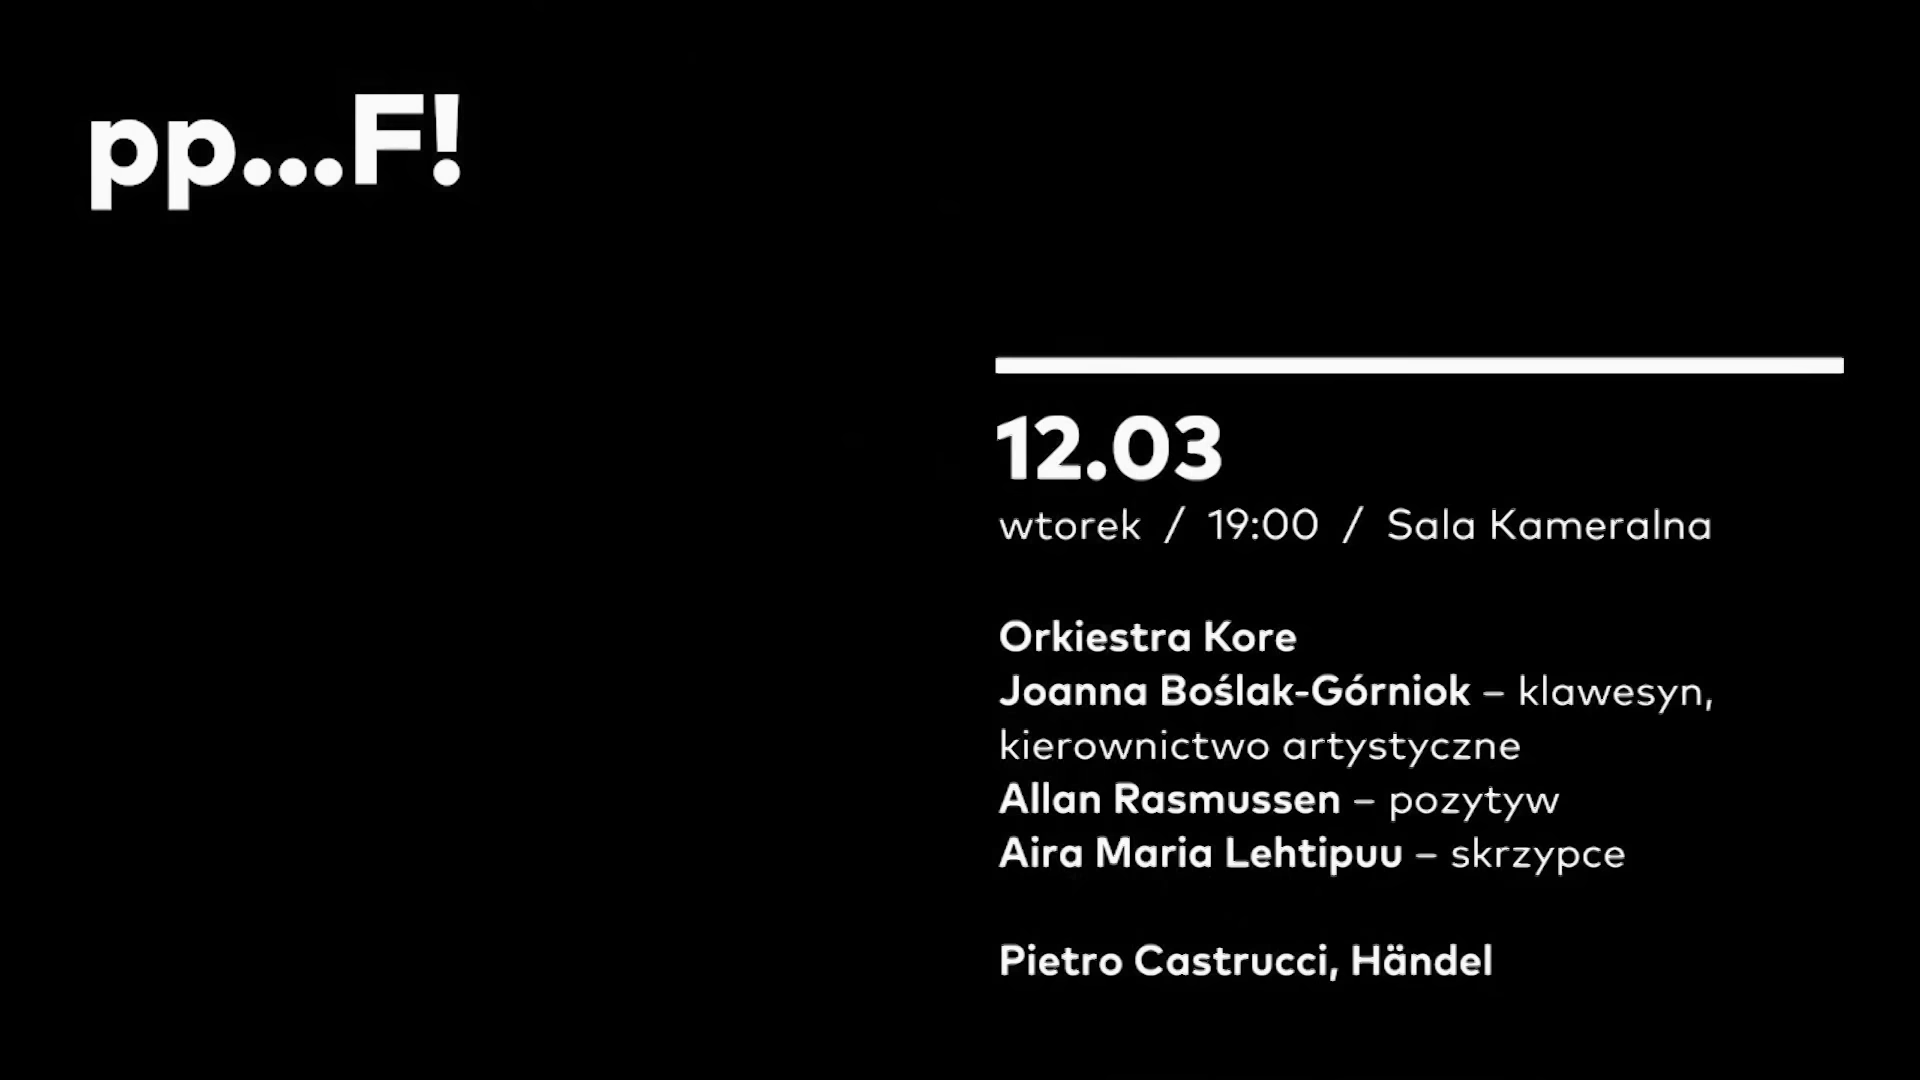 pp...F!
12.03
wtorek / 19:00 / Sala Kameralna
Orkiestra Kore
Joanna Boślak-Górniok – klawesyn,
kierownictwo artystyczne
Allan Rasmussen – pozytyw
Aira Maria Lehtipuu – skrzypce
Pietro Castrucci, Händel